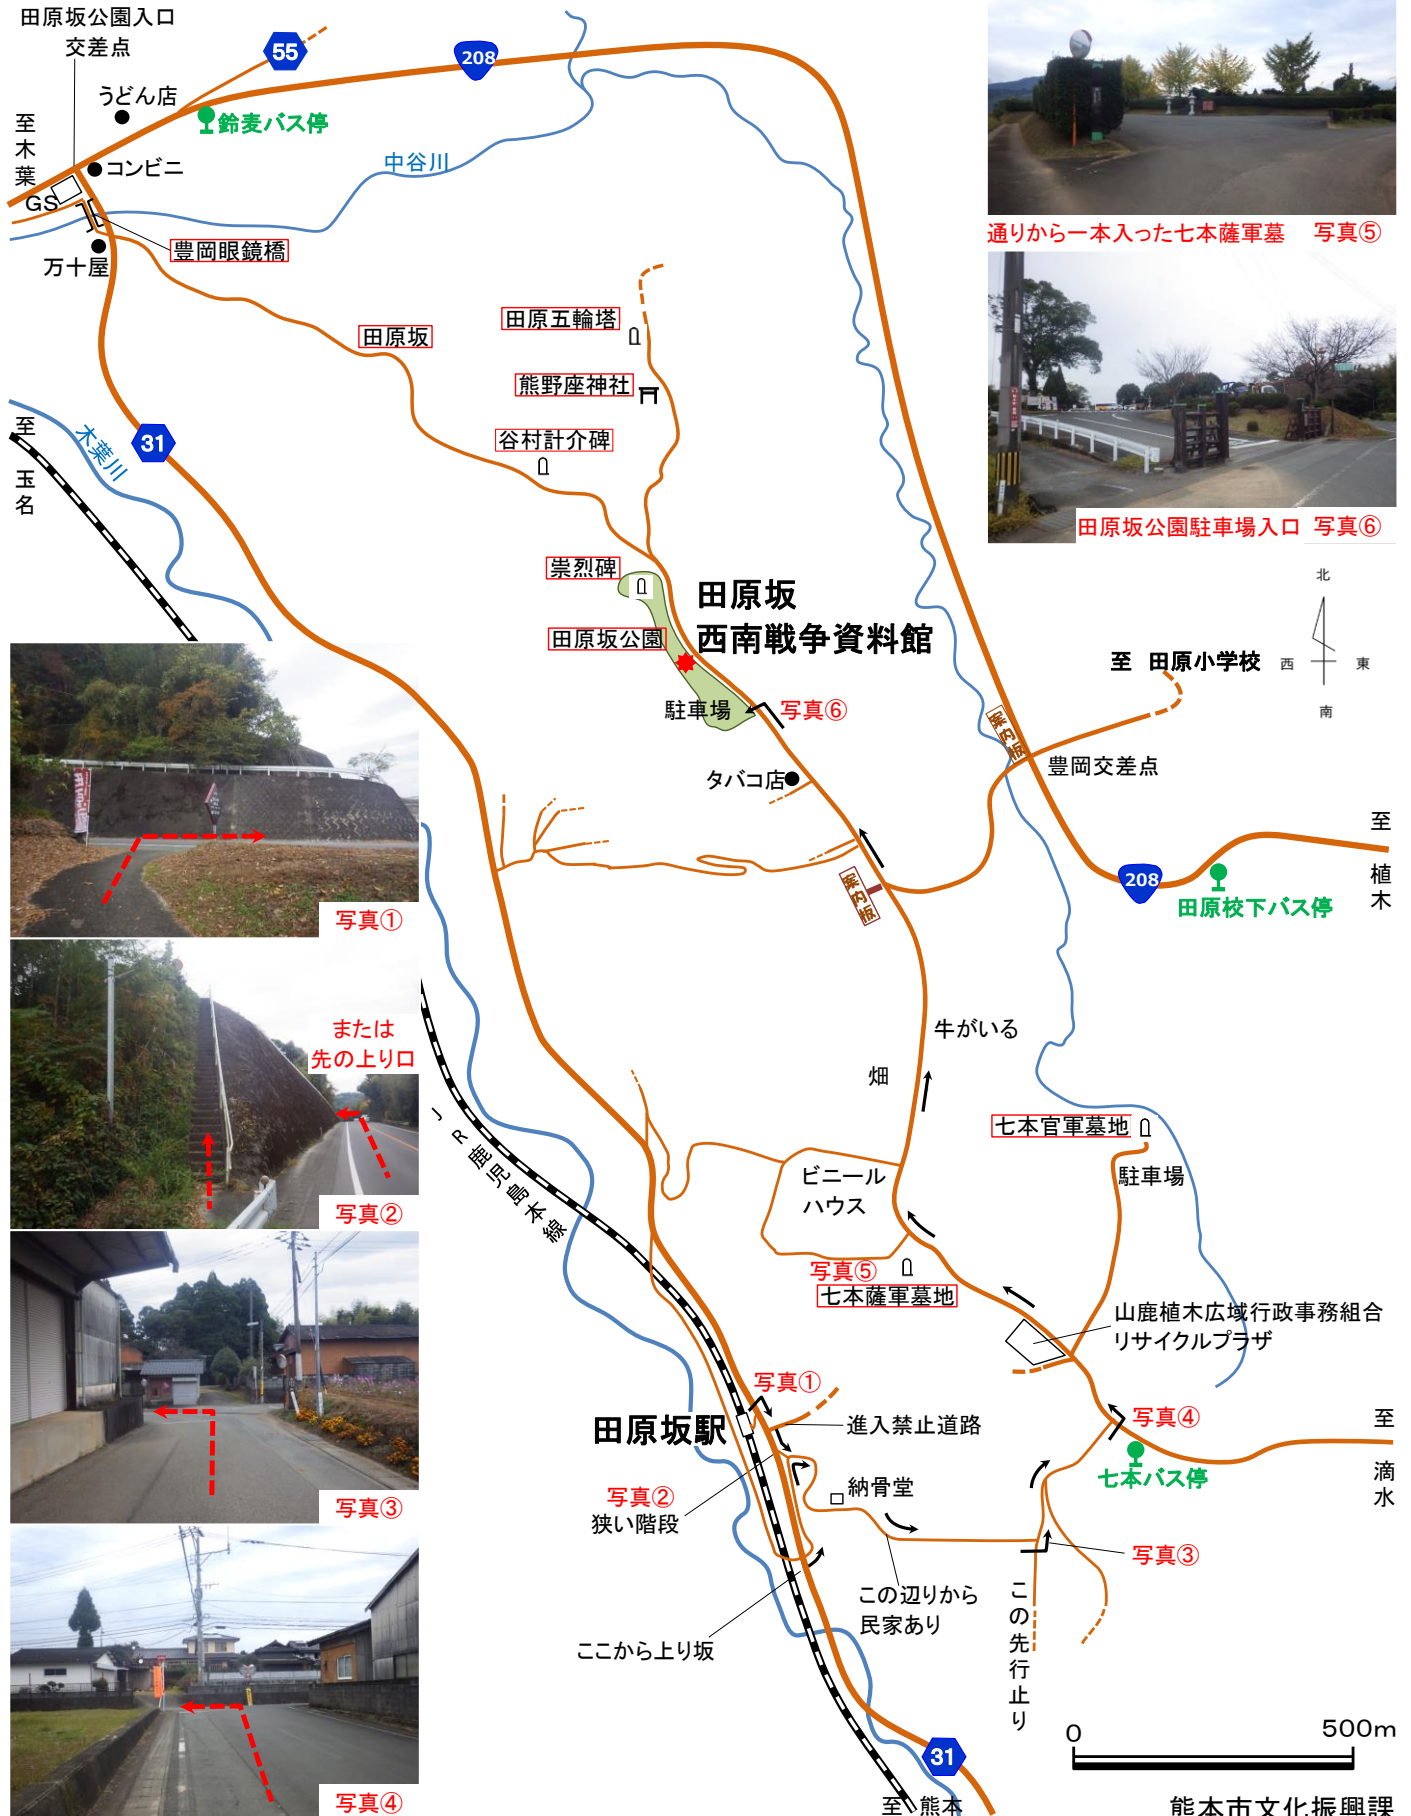 田原坂公園入口
交差点
55
208
うどん店
鈴麦バス停
至木葉
コンビニ
GS
中谷川
豊岡眼鏡橋
万十屋
通りから一本入った七本薩軍墓 写真⑤
田原五輪塔
田原坂
熊野座神社
谷村計介碑
至玉名
木葉川
31
田原坂公園駐車場入口 写真⑥
崇烈碑
田原坂
西南戦争資料館
田原坂公園
駐車場
写真⑥
北
西
東
南
至 田原小学校
案内板
豊岡交差点
タバコ店
案内板
至植木
208
田原校下バス停
写真①
または
先の上り口
写真②
JR鹿児島本線
牛がいる
畑
七本官軍墓地
駐車場
ビニール
ハウス
写真⑤
七本薩軍墓地
山鹿植木広域行政事務組合
リサイクルプラザ
写真①
田原坂駅
進入禁止道路
写真④
至滴水
七本バス停
写真②
狭い階段
納骨堂
写真③
写真③
この辺りから
民家あり
この先行止り
ここから上り坂
写真④
31
至 熊本
0
500m
熊本市文化振興課